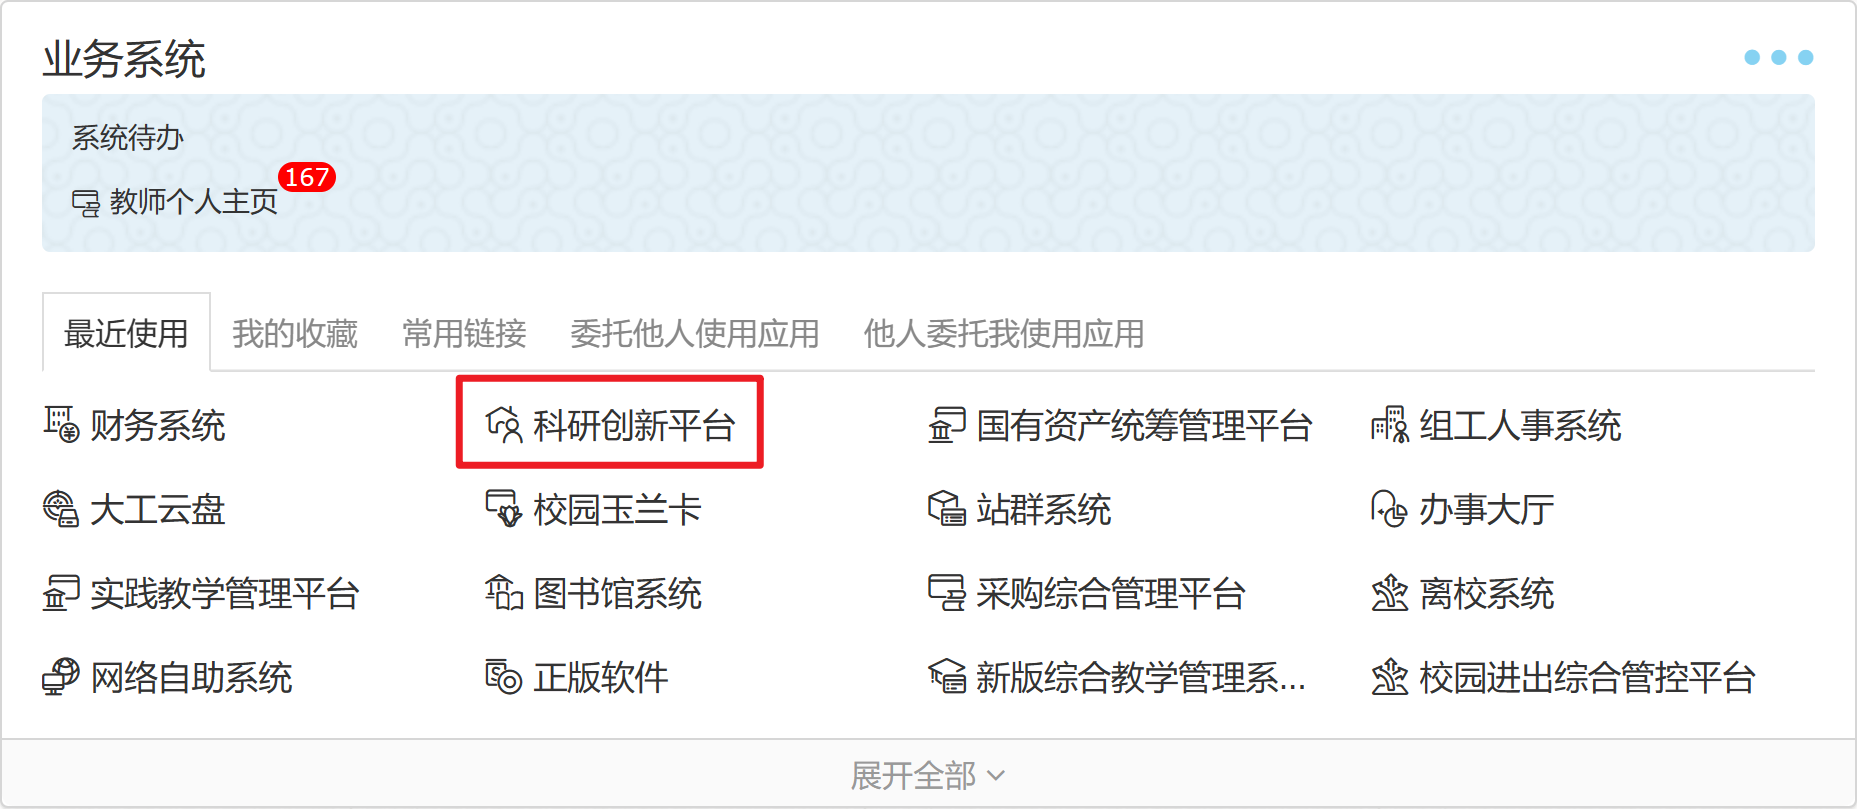 业务系统
系统待办
教师个人主页 167
最近使用 我的收藏 常用链接 委托他人使用应用 他人委托我使用应用
财务系统 科研创新平台 国有资产统筹管理平台 组工人事系统
大工云盘 校园玉兰卡 站群系统 办事大厅
实践教学管理平台 图书馆系统 采购综合管理平台 离校系统
网络自助系统 正版软件 新版综合教学管理系... 校园进出综合管控平台
展开全部